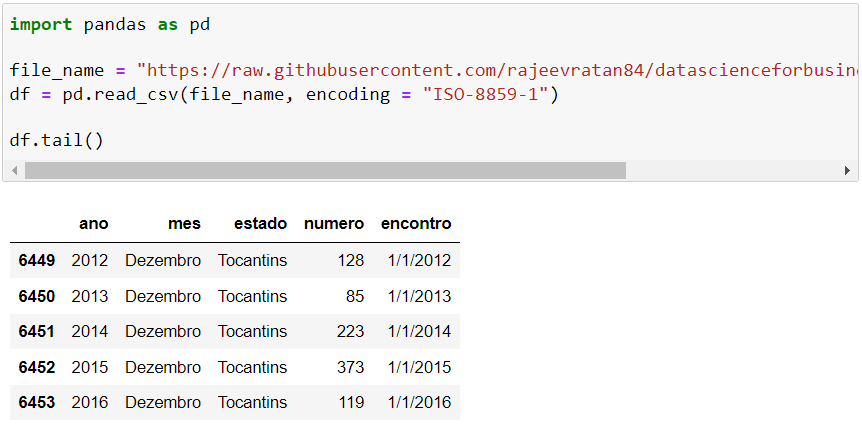 import pandas as pd
file_name = "https://raw.githubusercontent.com/rajeevratan84/datascienceforbusine
df = pd.read_csv(file_name, encoding = "ISO-8859-1")
df.tail()
ano mes estado numero encontro
6449 2012 Dezembro Tocantins 128 1/1/2012
6450 2013 Dezembro Tocantins 85 1/1/2013
6451 2014 Dezembro Tocantins 223 1/1/2014
6452 2015 Dezembro Tocantins 373 1/1/2015
6453 2016 Dezembro Tocantins 119 1/1/2016